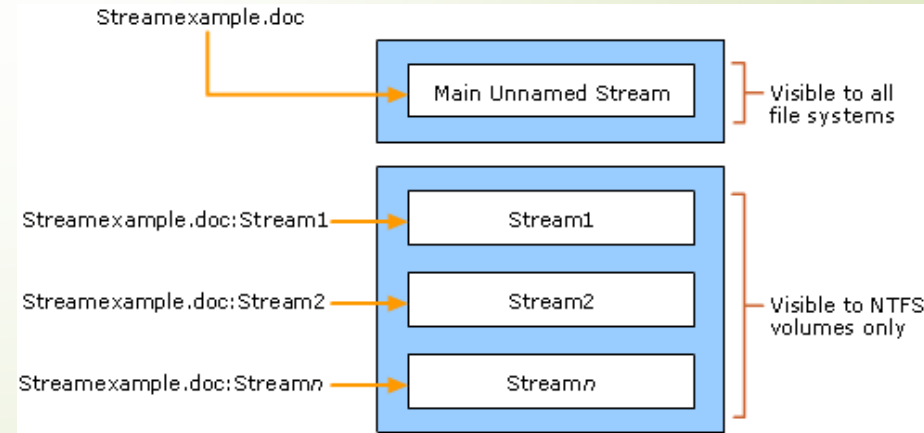 Streamexample.doc
Main Unnamed Stream
Visible to all
file systems
Streamexample.doc:Stream1
Stream1
Streamexample.doc:Stream2
Stream2
Visible to NTFS
volumes only
Streamexample.doc:Streamn
Streamn